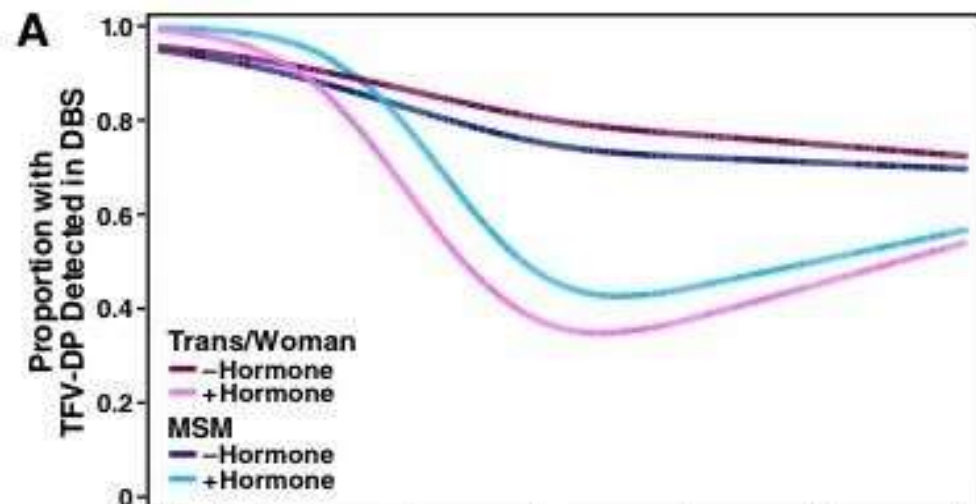 A
Proportion with
TFV-DP Detected in DBS
1.0
0.8
0.6
0.4
0.2
0
Trans/Woman
–Hormone
+Hormone
MSM
–Hormone
+Hormone